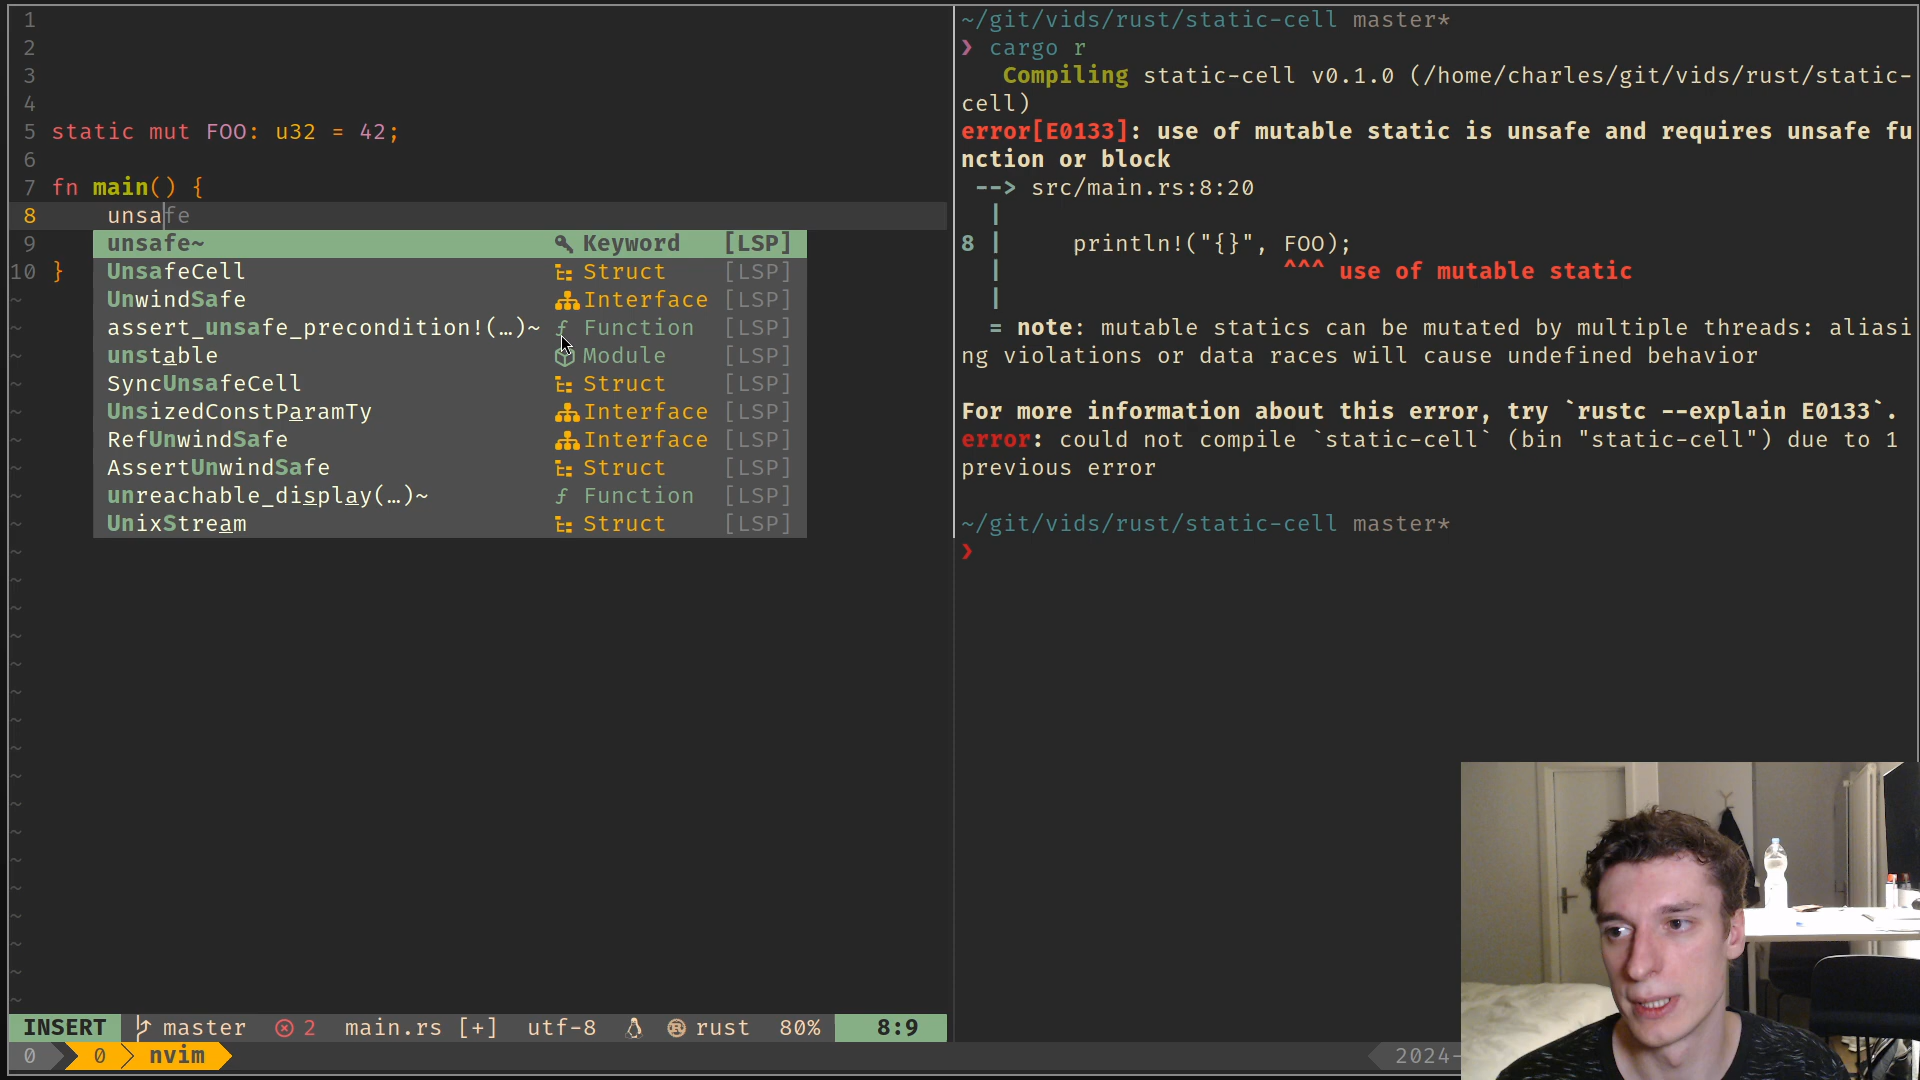 1
2
3
4
5 static mut FOO: u32 = 42;
6
7 fn main() {
8 unsafe
9 unsafe~ Keyword [LSP]
UnsafeCell Struct [LSP]
10 }
UnwindSafe Interface [LSP]
assert_unsafe_precondition!(…)~ ƒ Function [LSP]
unstable Module [LSP]
SyncUnsafeCell Struct [LSP]
UnsizedConstParamTy Interface [LSP]
RefUnwindSafe Interface [LSP]
AssertUnwindSafe Struct [LSP]
unreachable_display(…)~ ƒ Function [LSP]
UnixStream Struct [LSP]
INSERT master 2 main.rs [+] utf-8 rust 80% 8:9
0 0 nvim 2024-
~/git/vids/rust/static-cell master*
❯ cargo r
Compiling static-cell v0.1.0 (/home/charles/git/vids/rust/static-
cell)
error[E0133]: use of mutable static is unsafe and requires unsafe fu
nction or block
--> src/main.rs:8:20
|
8 | println!("{}", FOO);
| ^^^ use of mutable static
|
= note: mutable statics can be mutated by multiple threads: aliasi
ng violations or data races will cause undefined behavior
For more information about this error, try `rustc --explain E0133`.
error: could not compile `static-cell` (bin "static-cell") due to 1
previous error
~/git/vids/rust/static-cell master*
❯